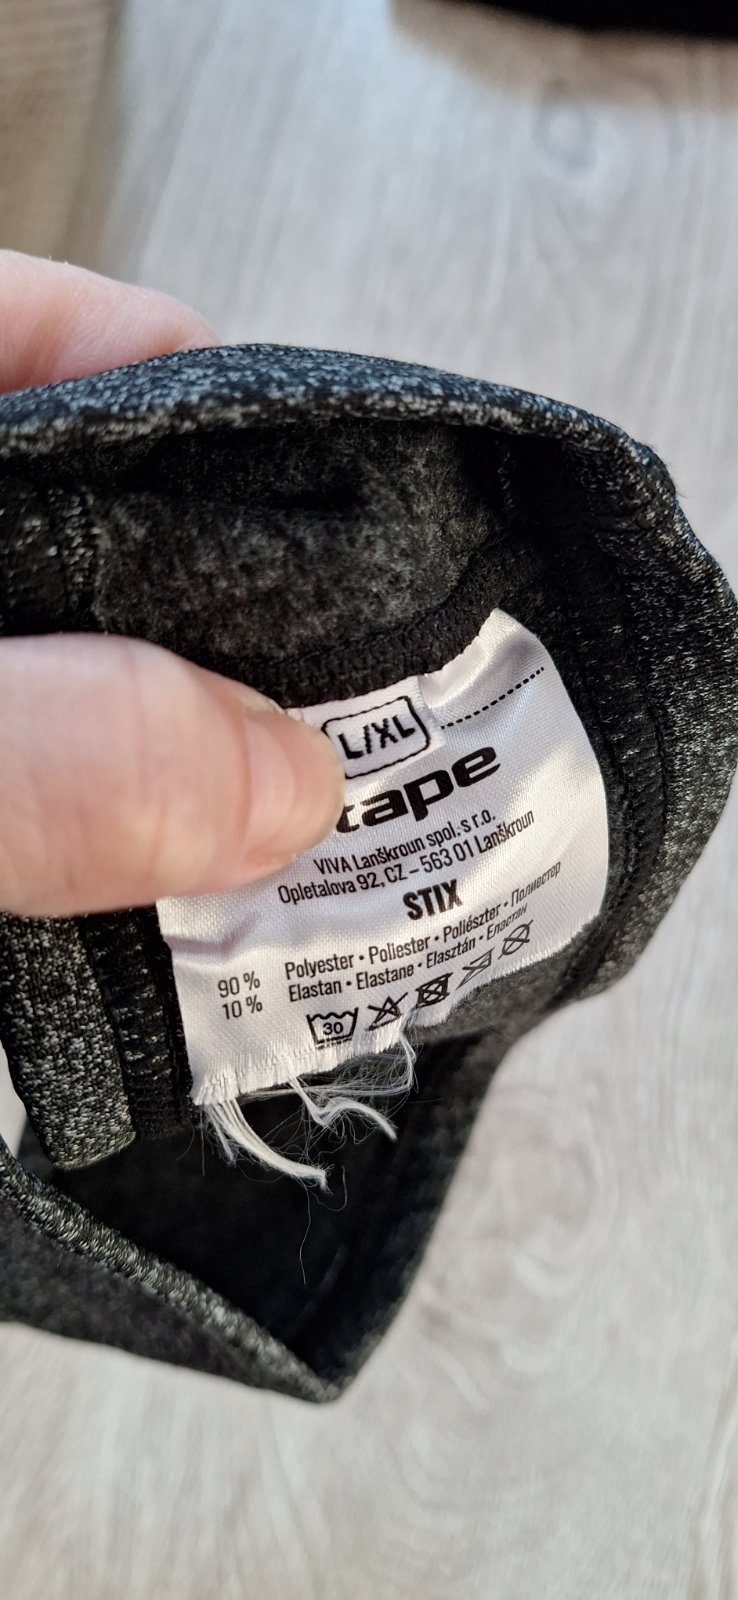 L/XL
tape
VIVA Lanškroun spol. s r.o.
Opletalova 92, CZ – 563 01 Lanškroun
STIX
90 % Polyester • Poliester • Poliészter • Полиестер
10 % Elastan • Elastane • Elasztán • Еластан
30